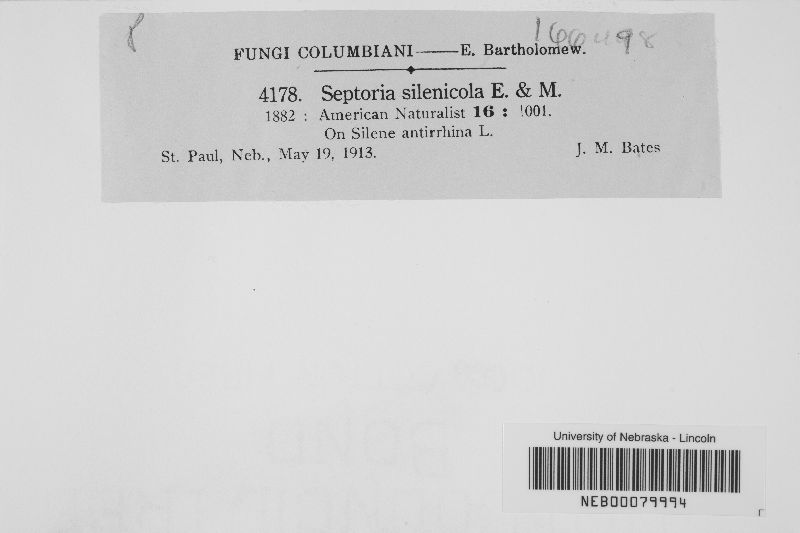 166498
FUNGI COLUMBIANI——E. Bartholomew.
4178. Septoria silenicola E. & M.
1882 : American Naturalist 16 : 1001.
On Silene antirrhina L.
St. Paul, Neb., May 19, 1913. J. M. Bates
University of Nebraska - Lincoln
NEB00079994